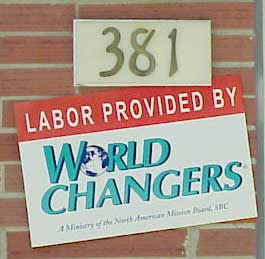 381
LABOR PROVIDED BY
WORLD
CHANGERS®
A Ministry of the North American Mission Board, SBC